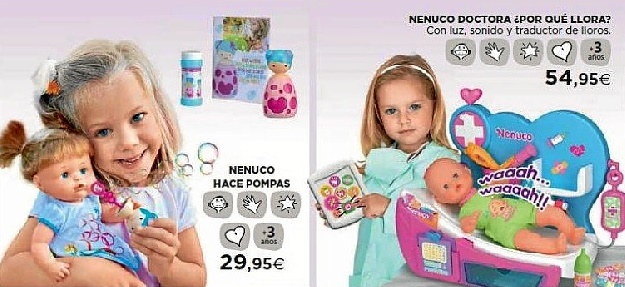 NENUCO
HACE POMPAS
+3
años
29,95€
NENUCO DOCTORA ¿POR QUÉ LLORA?
Con luz, sonido y traductor de lloros.
+3
años
54,95€
Nenuco
waaah...
waaaah!!